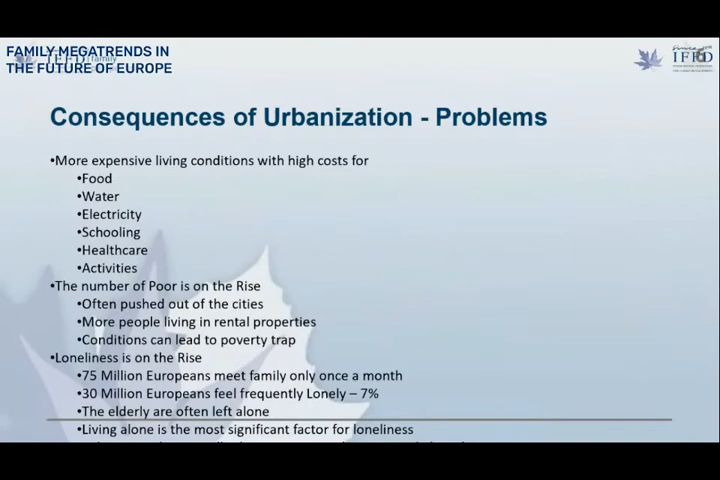 FAMILY MEGATRENDS IN
THE FUTURE OF EUROPE
IFFD
Consequences of Urbanization - Problems
•More expensive living conditions with high costs for
•Food
•Water
•Electricity
•Schooling
•Healthcare
•Activities
•The number of Poor is on the Rise
•Often pushed out of the cities
•More people living in rental properties
•Conditions can lead to poverty trap
•Loneliness is on the Rise
•75 Million Europeans meet family only once a month
•30 Million Europeans feel frequently Lonely – 7%
•The elderly are often left alone
•Living alone is the most significant factor for loneliness